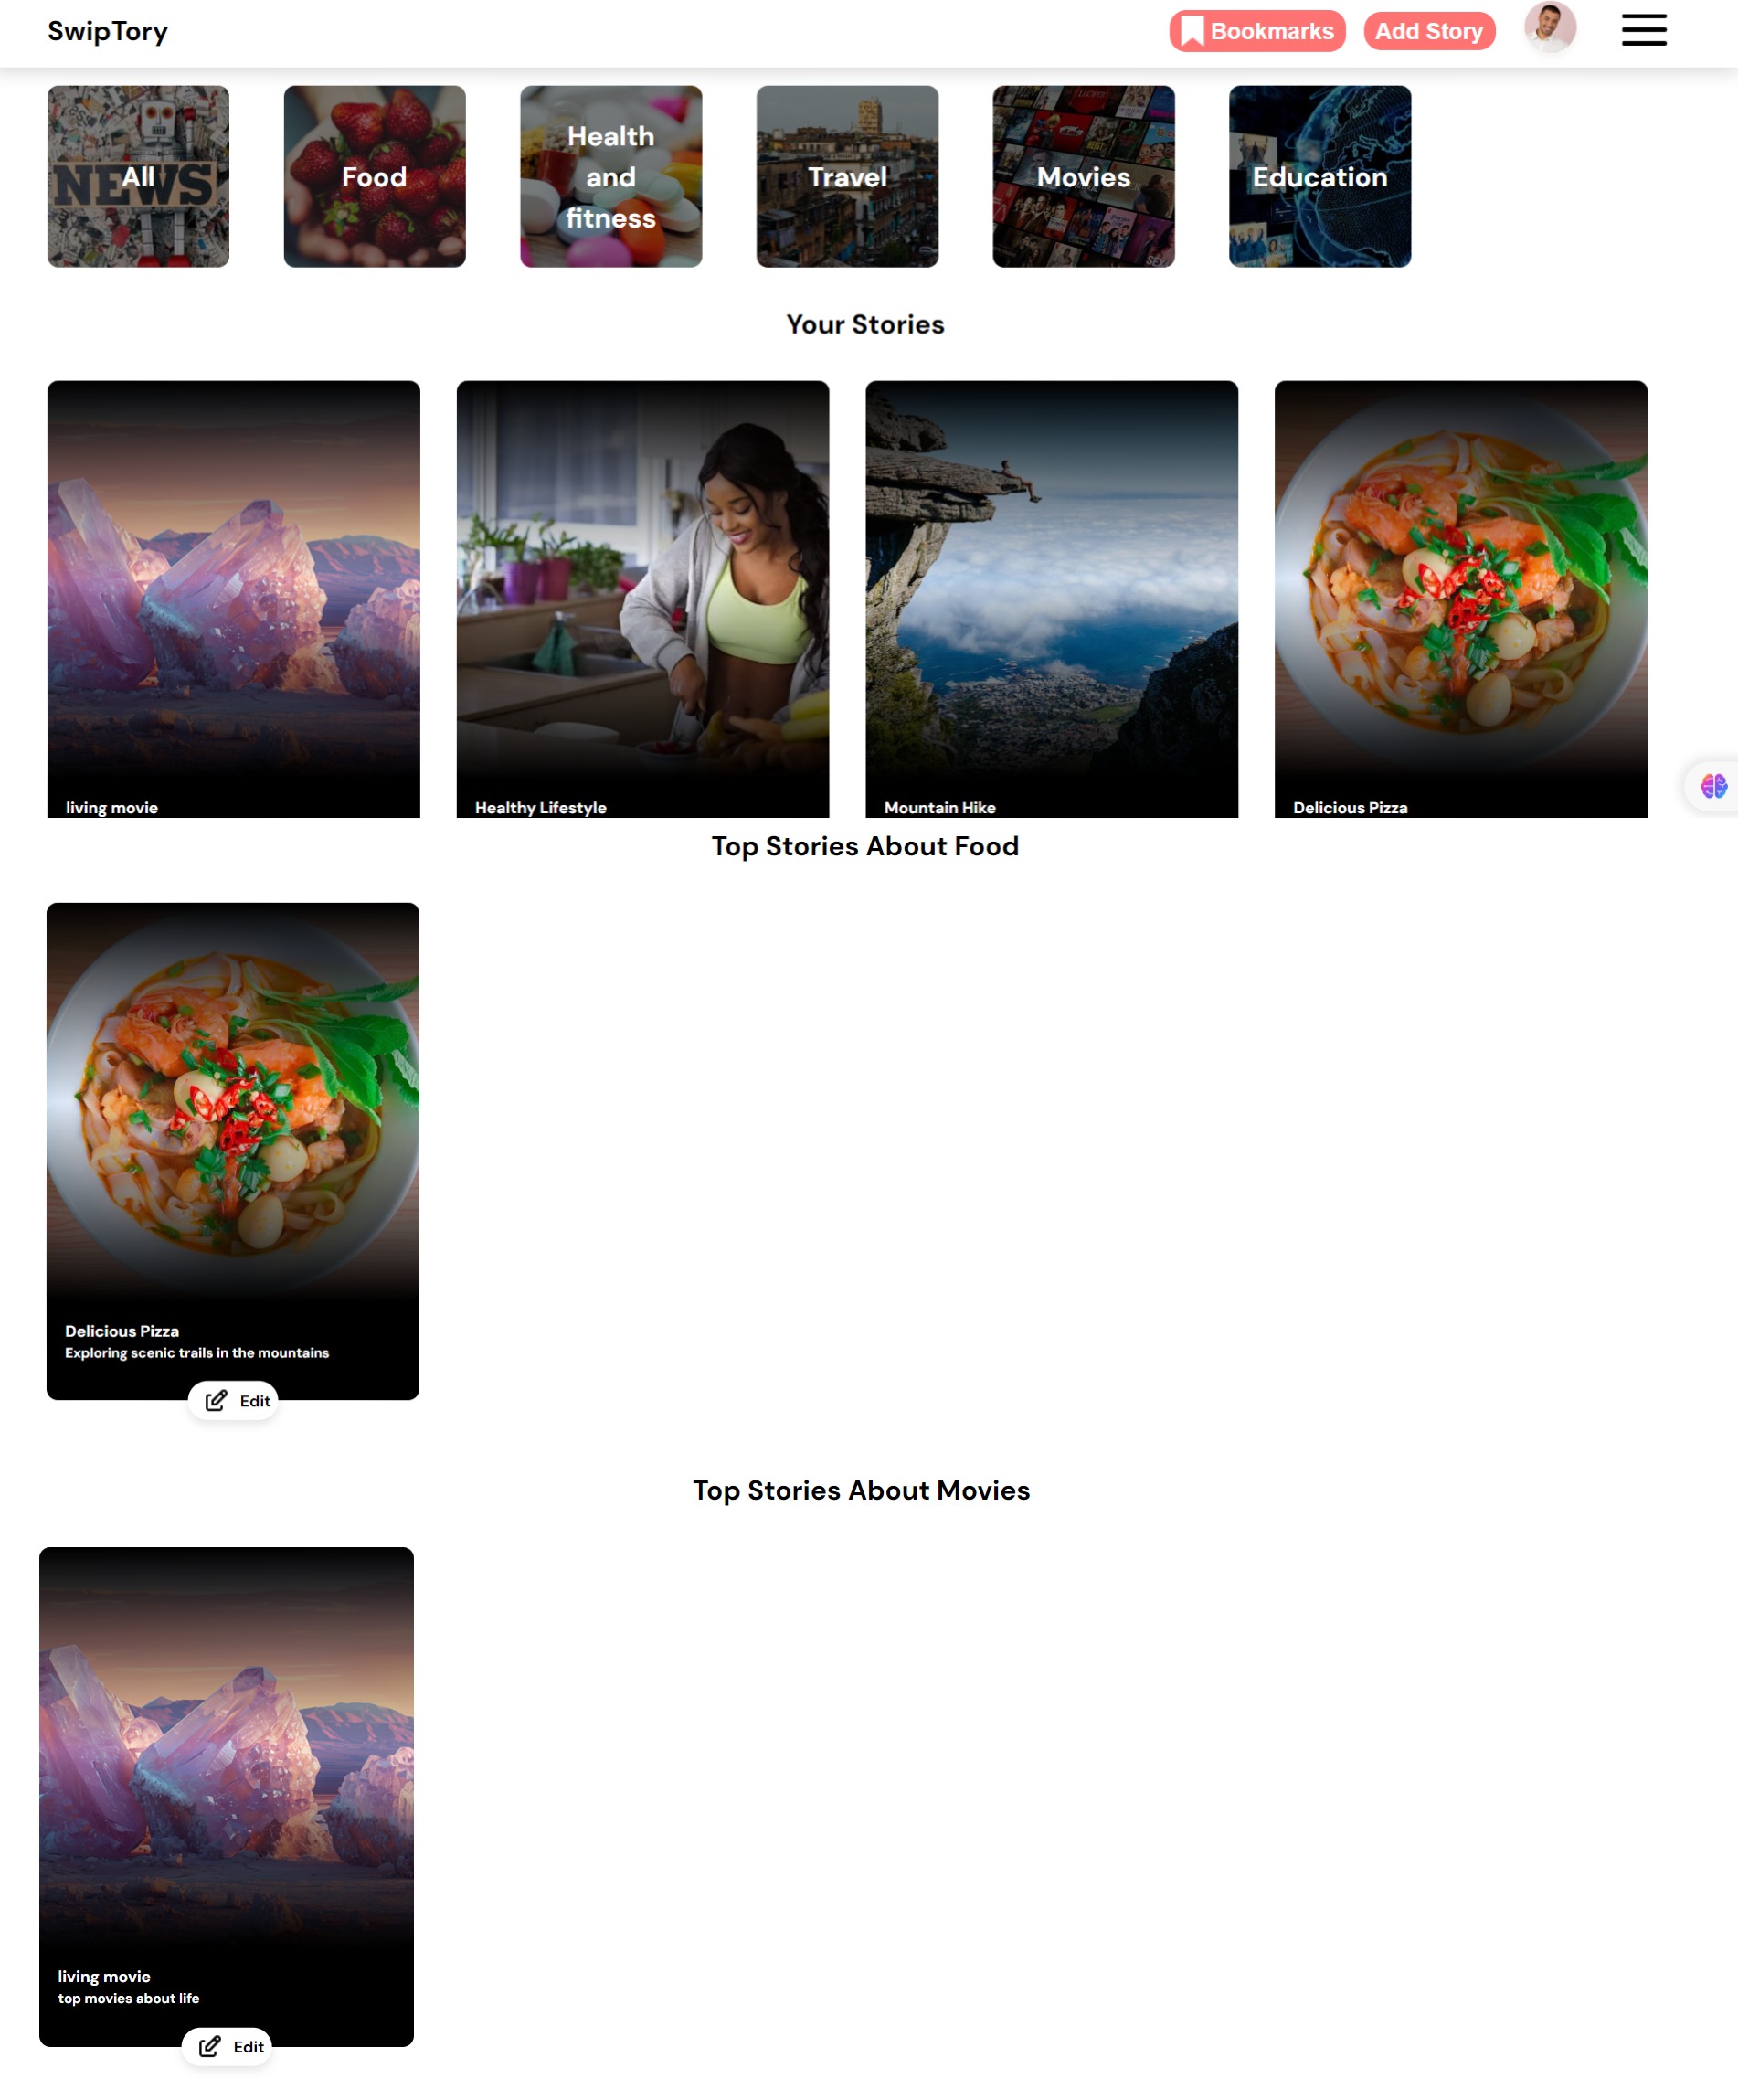 SwipTory
Bookmarks
Add Story
NEWS
All
Food
Health
and
fitness
Travel
Movies
Education
Your Stories
living movie
Healthy Lifestyle
Mountain Hike
Delicious Pizza
Top Stories About Food
Delicious Pizza
Exploring scenic trails in the mountains
Edit
Top Stories About Movies
living movie
top movies about life
Edit